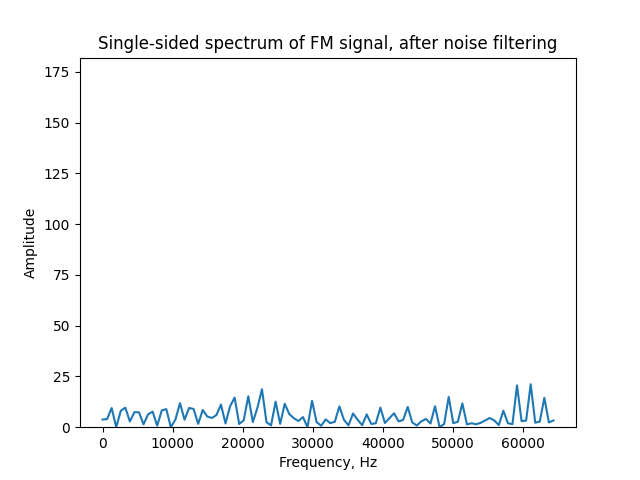 Single-sided spectrum of FM signal, after noise filtering
175
150
125
100
75
50
25
0
Amplitude
0 10000 20000 30000 40000 50000 60000
Frequency, Hz